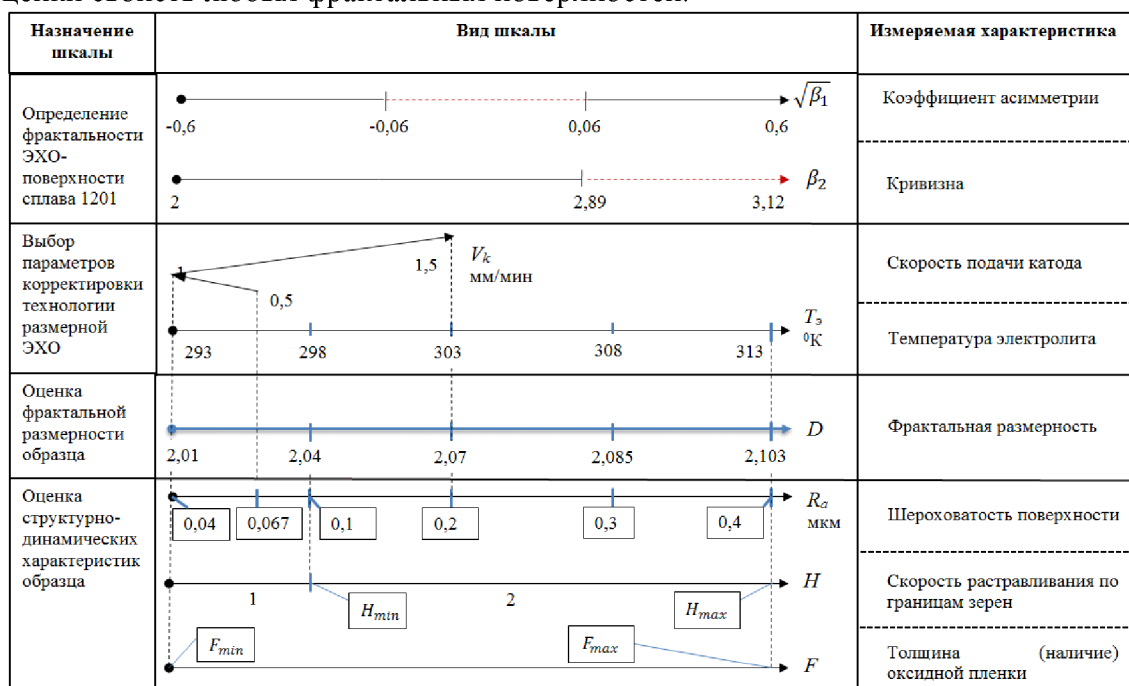 Назначение
шкалы
Вид шкалы
Измеряемая характеристика
Определение
фрактальности
ЭХО-
поверхности
сплава 1201
√β₁
-0,6 -0,06 0,06 0,6
β₂
2 2,89 3,12
Коэффициент асимметрии
Кривизна
Выбор
параметров
корректировки
технологии
размерной
ЭХО
1
0,5
1,5
Vₖ
мм/мин
Tэ
⁰К
293 298 303 308 313
Скорость подачи катода
Температура электролита
Оценка
фрактальной
размерности
образца
D
2,01 2,04 2,07 2,085 2,103
Фрактальная размерность
Оценка
структурно-
динамических
характеристик
образца
Rₐ
мкм
0,04 0,067 0,1 0,2 0,3 0,4
H
1 2
Hₘᵢₙ Hₘₐₓ
Fₘᵢₙ Fₘₐₓ
F
Шероховатость поверхности
Скорость растравливания по
границам зерен
Толщина (наличие)
оксидной пленки